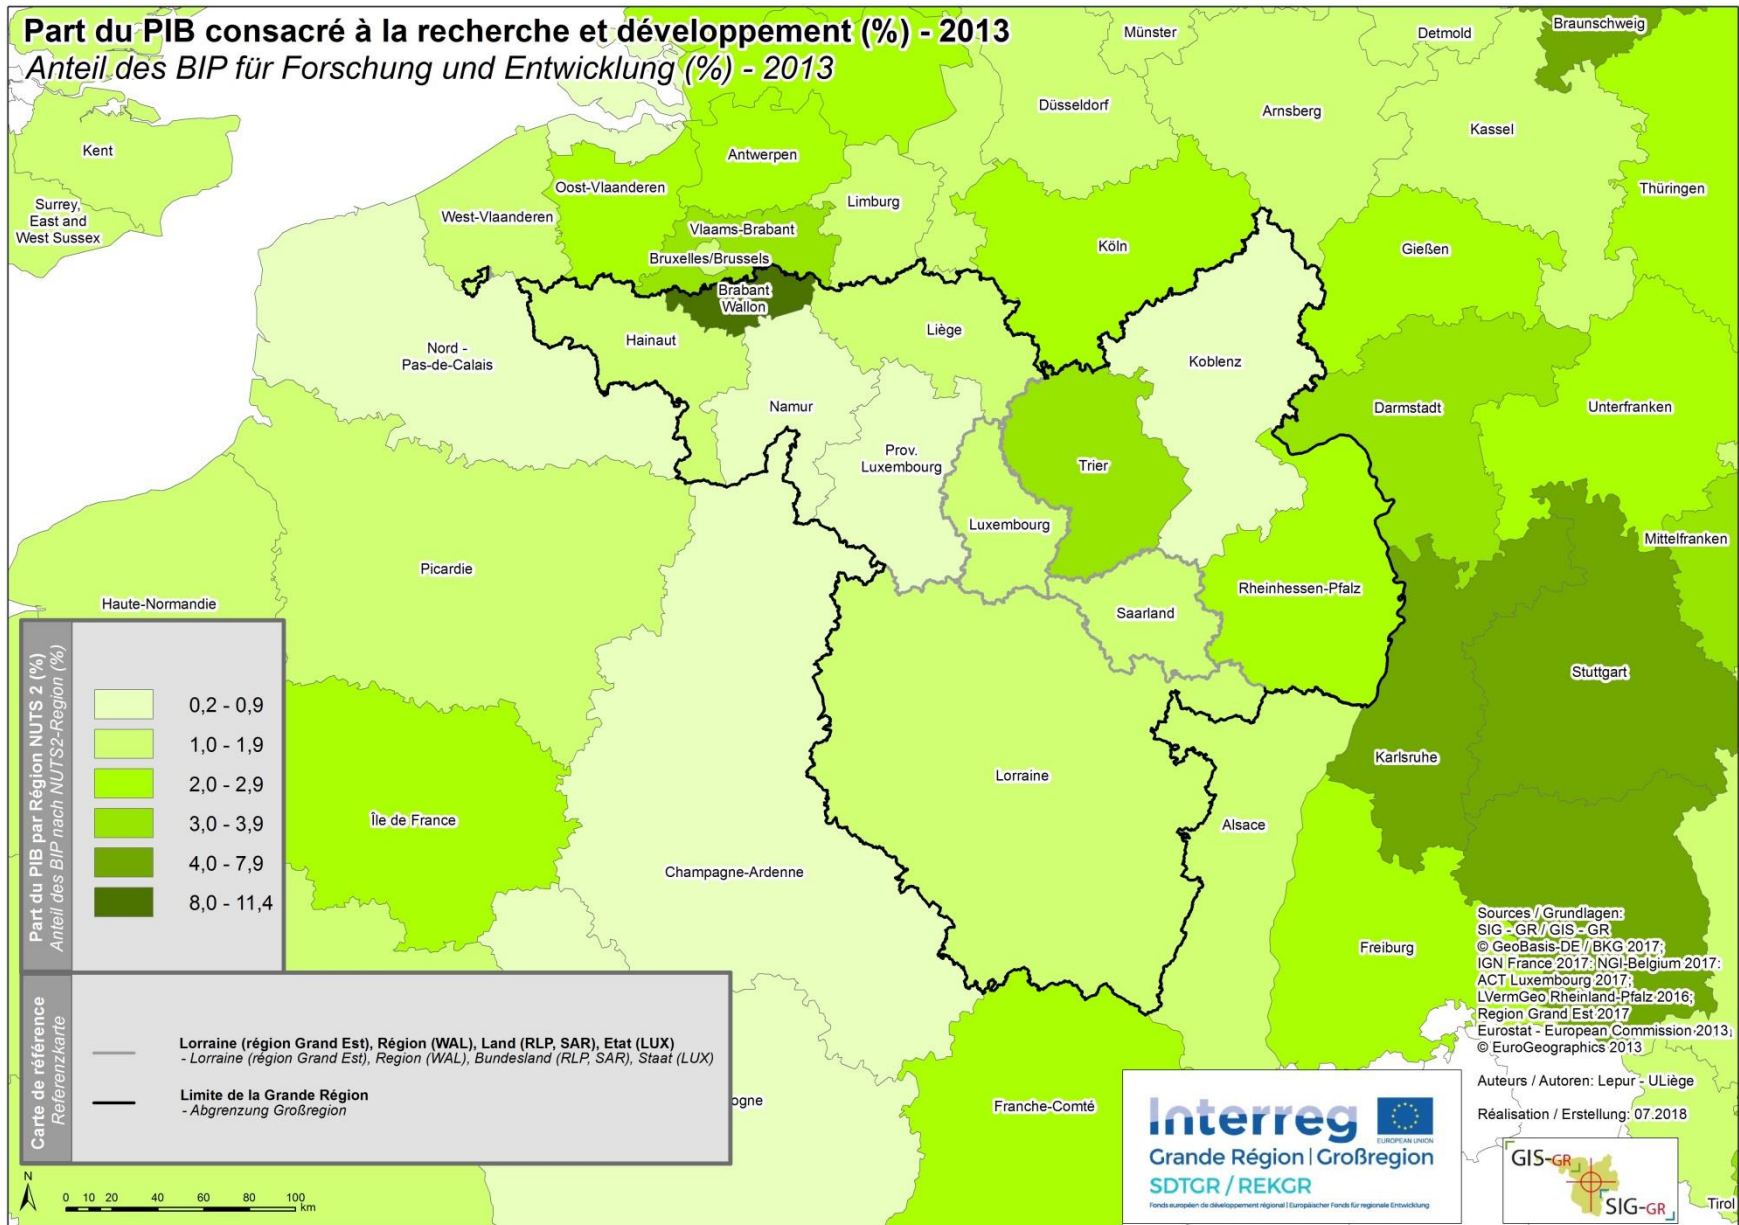 Part du PIB consacré à la recherche et développement (%) - 2013
Anteil des BIP für Forschung und Entwicklung (%) - 2013
Münster
Detmold
Braunschweig
Düsseldorf
Arnsberg
Kassel
Kent
Antwerpen
Oost-Vlaanderen
Thüringen
Surrey,
East and
West Sussex
West-Vlaanderen
Limburg
Vlaams-Brabant
Bruxelles/Brussels
Köln
Gießen
Brabant
Wallon
Hainaut
Liège
Nord -
Pas-de-Calais
Koblenz
Namur
Darmstadt
Unterfranken
Prov.
Luxembourg
Trier
Luxembourg
Mittelfranken
Picardie
Haute-Normandie
Rheinhessen-Pfalz
Saarland
Stuttgart
Karlsruhe
Lorraine
Île de France
Alsace
Champagne-Ardenne
Freiburg
Franche-Comté
ogne
Tirol
Part du PIB par Région NUTS 2 (%)
Anteil des BIP nach NUTS2-Region (%)
0,2 - 0,9
1,0 - 1,9
2,0 - 2,9
3,0 - 3,9
4,0 - 7,9
8,0 - 11,4
Carte de référence
Referenzkarte
Lorraine (région Grand Est), Région (WAL), Land (RLP, SAR), Etat (LUX)
- Lorraine (région Grand Est), Region (WAL), Bundesland (RLP, SAR), Staat (LUX)
Limite de la Grande Région
- Abgrenzung Großregion
N
0 10 20 40 60 80 100
km
Sources / Grundlagen:
SIG - GR / GIS - GR
© GeoBasis-DE / BKG 2017;
IGN France 2017; NGI-Belgium 2017;
ACT Luxembourg 2017;
LVermGeo Rheinland-Pfalz 2016;
Region Grand Est 2017
Eurostat - European Commission 2013;
© EuroGeographics 2013
Auteurs / Autoren: Lepur - ULiège
Réalisation / Erstellung: 07.2018
Interreg
EUROPEAN UNION
Grande Région | Großregion
SDTGR / REKGR
Fonds européen de développement régional | Europäischer Fonds für regionale Entwicklung
GIS-GR
SIG-GR